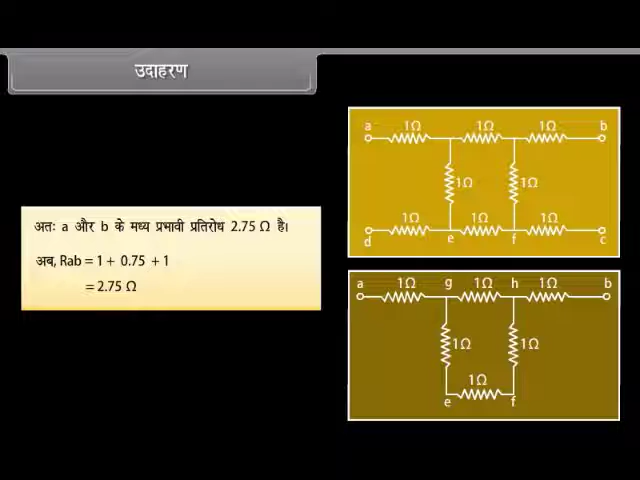 उदाहरण
अतः a और b के मध्य प्रभावी प्रतिरोध 2.75 Ω है।
अब, Rab = 1 + 0.75 + 1
= 2.75 Ω
a 1Ω 1Ω 1Ω b
1Ω 1Ω
1Ω 1Ω 1Ω
d e f c
a 1Ω g 1Ω h 1Ω b
1Ω 1Ω
1Ω
e f